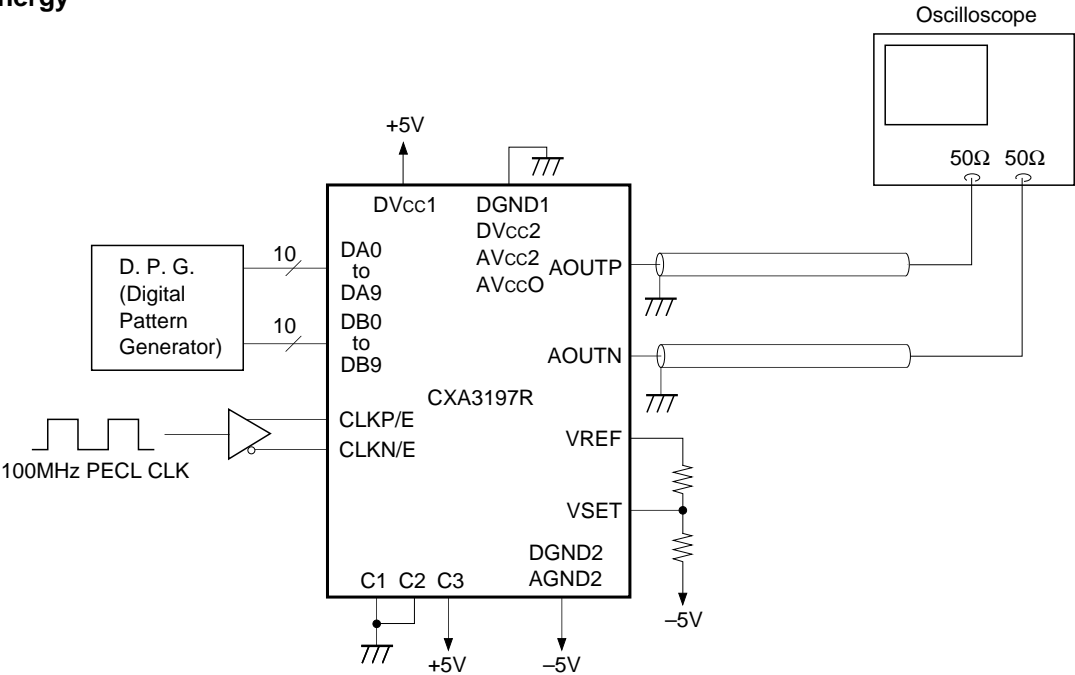 nergy
Oscilloscope
50Ω 50Ω
+5V
DVcc1
DGND1
DVcc2
AVcc2
AVccO
D. P. G.
(Digital
Pattern
Generator)
10
DA0
to
DA9
10
DB0
to
DB9
AOUTP
AOUTN
CXA3197R
CLKP/E
CLKN/E
100MHz PECL CLK
VREF
VSET
DGND2
AGND2
C1 C2 C3
–5V
+5V
–5V